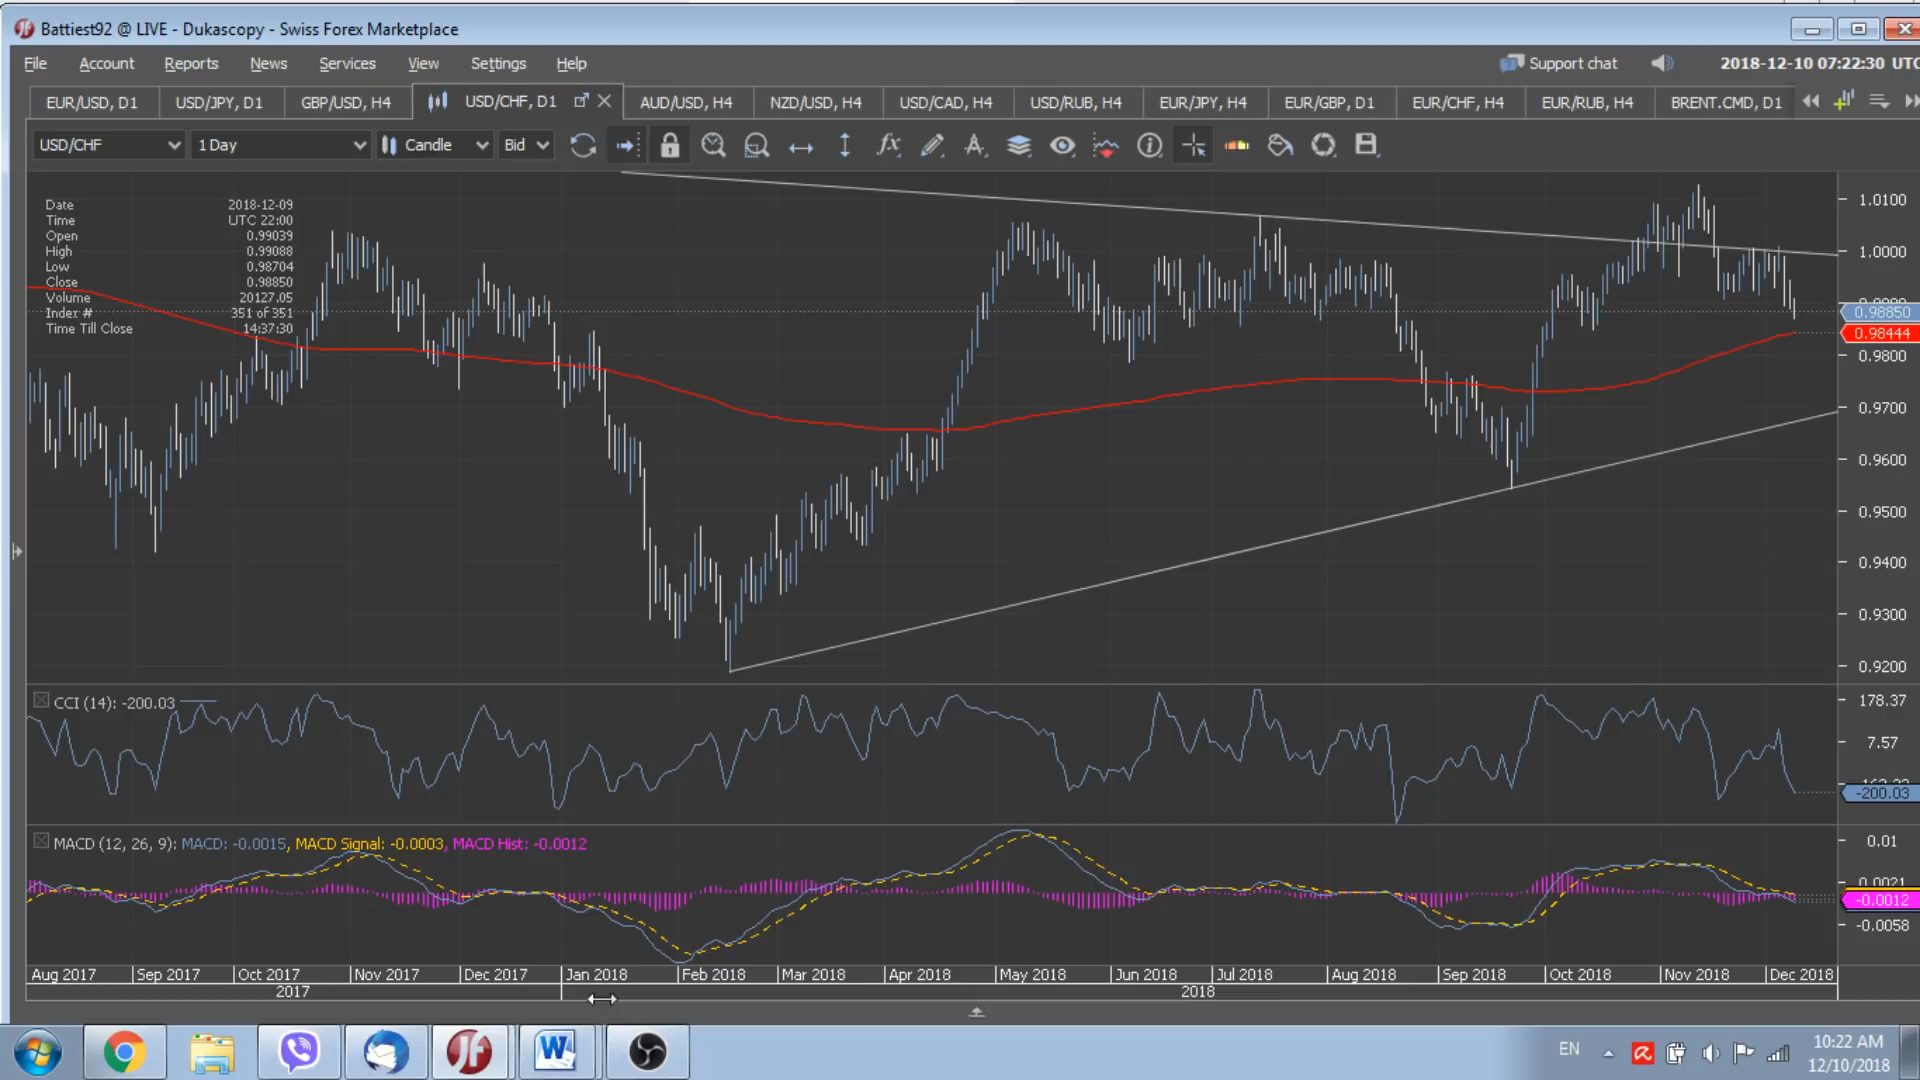 Battiest92 @ LIVE - Dukascopy - Swiss Forex Marketplace
File Account Reports News Services View Settings Help Support chat 2018-12-10 07:22:30 UTC
EUR/USD, D1 USD/JPY, D1 GBP/USD, H4 USD/CHF, D1 AUD/USD, H4 NZD/USD, H4 USD/CAD, H4 USD/RUB, H4 EUR/JPY, H4 EUR/GBP, D1 EUR/CHF, H4 EUR/RUB, H4 BRENT.CMD, D1
USD/CHF 1 Day Candle Bid
Date 2018-12-09
Time UTC 22:00
Open 0.99039
High 0.99088
Low 0.98704
Close 0.98850
Volume 20127.05
Index # 351 of 351
Time Till Close 14:37:30
1.0100
1.0000
0.98850
0.98444
0.9800
0.9700
0.9600
0.9500
0.9400
0.9300
0.9200
CCI (14): -200.03
178.37
7.57
-200.03
MACD (12, 26, 9): MACD: -0.0015, MACD Signal: -0.0003, MACD Hist: -0.0012
0.01
0.0021
-0.0012
-0.0058
Aug 2017 Sep 2017 Oct 2017 Nov 2017 Dec 2017 Jan 2018 Feb 2018 Mar 2018 Apr 2018 May 2018 Jun 2018 Jul 2018 Aug 2018 Sep 2018 Oct 2018 Nov 2018 Dec 2018
2017 2018
EN
10:22 AM
12/10/2018